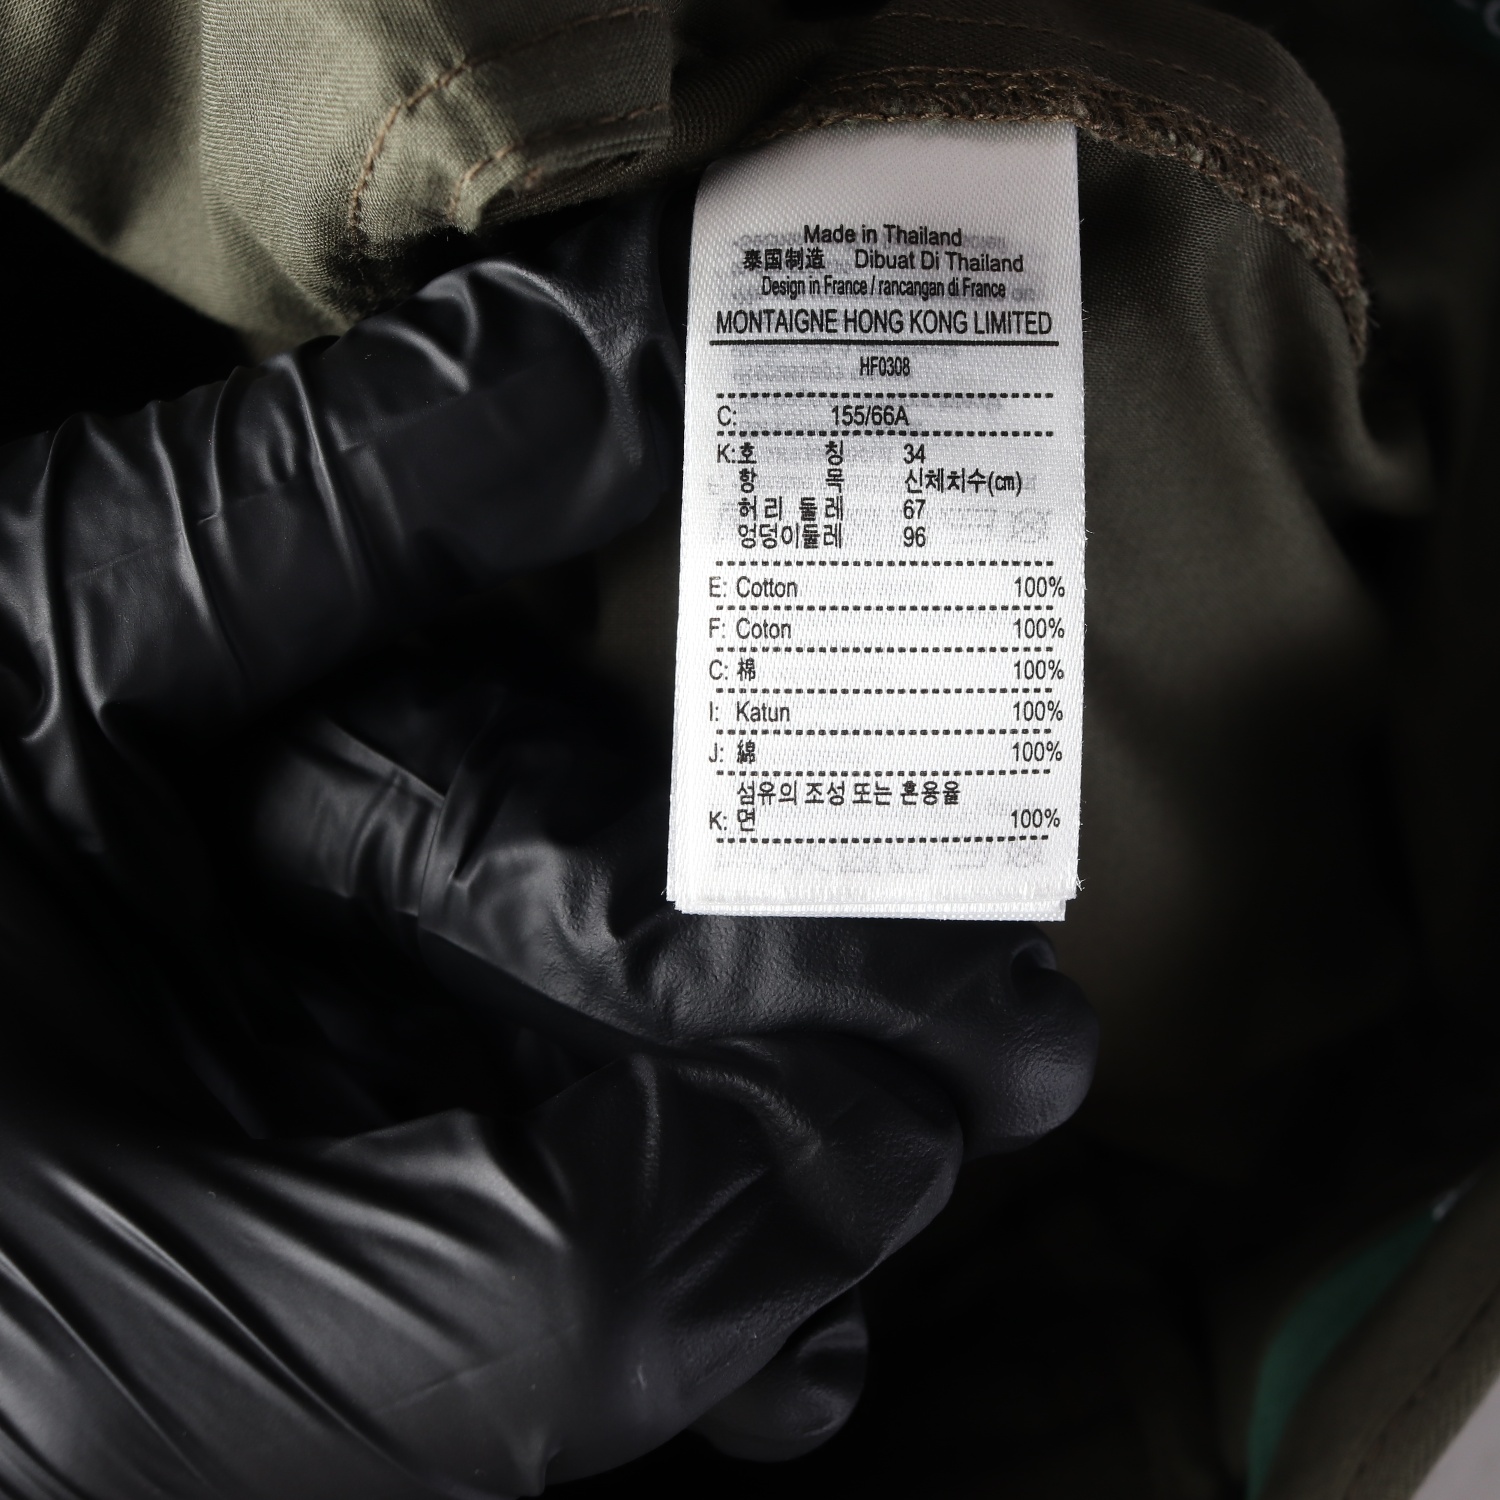 Made in Thailand
泰国制造 Dibuat Di Thailand
Design in France / rancangan di France
MONTAIGNE HONG KONG LIMITED
HF0308
C: 155/66A
K:호 칭 34
항 목 신체치수(㎝)
허리 둘레 67
엉덩이둘레 96
E: Cotton 100%
F: Coton 100%
C: 棉 100%
I: Katun 100%
J: 綿 100%
섬유의 조성 또는 혼용율
K: 면 100%